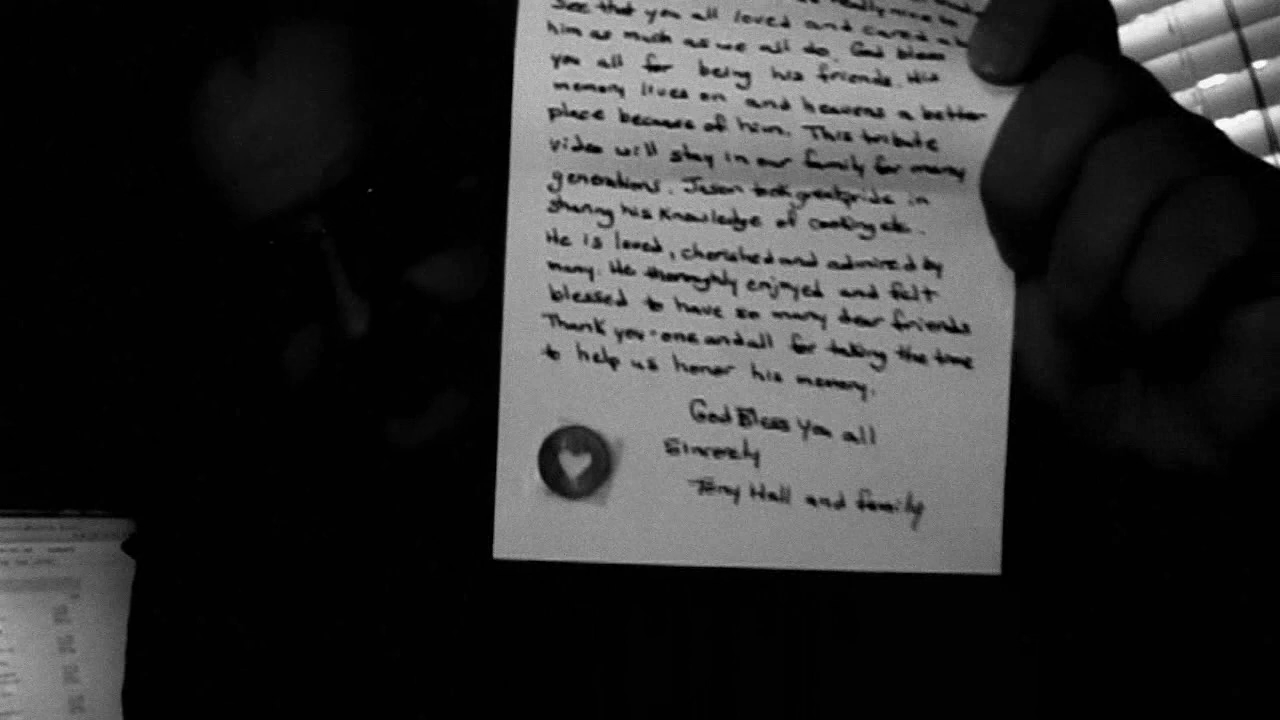 really nice to
See that you all loved and cared
him as much as we all do. God bless
you all for being his friends. His
memory lives on and heavens a better
place because of him. This tribute
video will stay in our family for many
generations. Jason took great pride in
sharing his knowledge of cooking etc.
He is loved, cherished and admired by
many. He thoroughly enjoyed and felt
blessed to have so many dear friends
Thank you - one and all for taking the time
to help us honor his memory.
God Bless You all
Sincerely
Hall and family